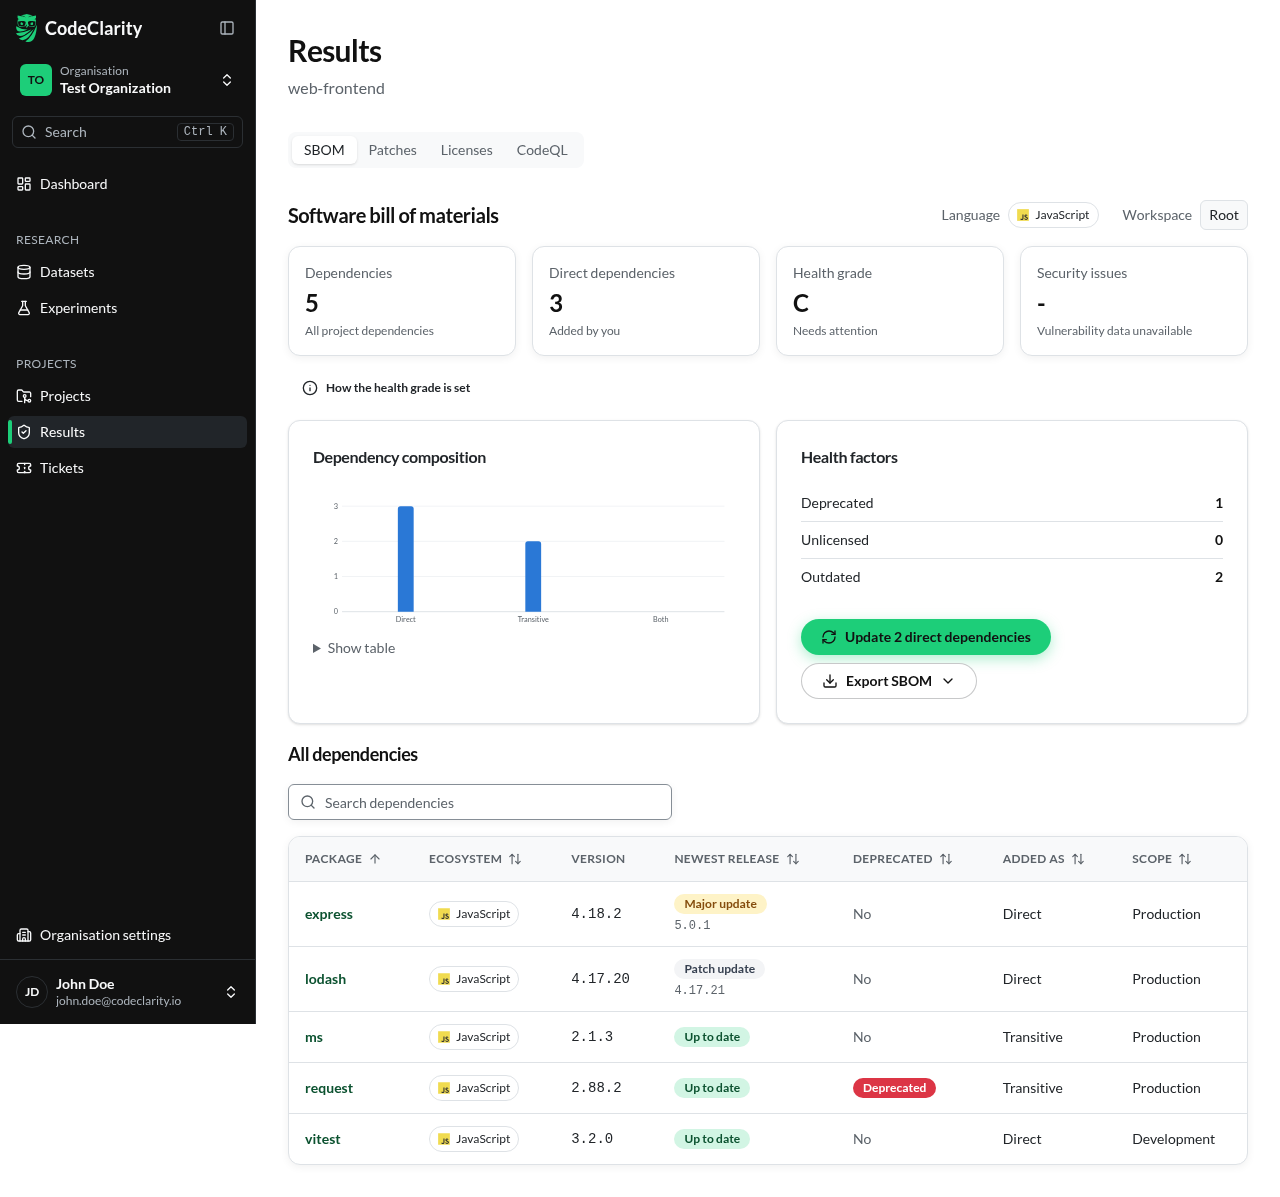 CodeClarity
TO
Organisation
Test Organization
Search
Ctrl K
Dashboard
RESEARCH
Datasets
Experiments
PROJECTS
Projects
Results
Tickets
Organisation settings
JD
John Doe
john.doe@codeclarity.io
Results
web-frontend
SBOM Patches Licenses CodeQL
Software bill of materials
Language JS JavaScript Workspace Root
Dependencies
5
All project dependencies
Direct dependencies
3
Added by you
Health grade
C
Needs attention
Security issues
-
Vulnerability data unavailable
How the health grade is set
Dependency composition
3
2
1
0
Direct Transitive Both
Show table
Health factors
Deprecated 1
Unlicensed 0
Outdated 2
Update 2 direct dependencies
Export SBOM
All dependencies
Search dependencies
PACKAGE ECOSYSTEM VERSION NEWEST RELEASE DEPRECATED ADDED AS SCOPE
express JS JavaScript 4.18.2 Major update 5.0.1 No Direct Production
lodash JS JavaScript 4.17.20 Patch update 4.17.21 No Direct Production
ms JS JavaScript 2.1.3 Up to date No Transitive Production
request JS JavaScript 2.88.2 Up to date Deprecated Transitive Production
vitest JS JavaScript 3.2.0 Up to date No Direct Development